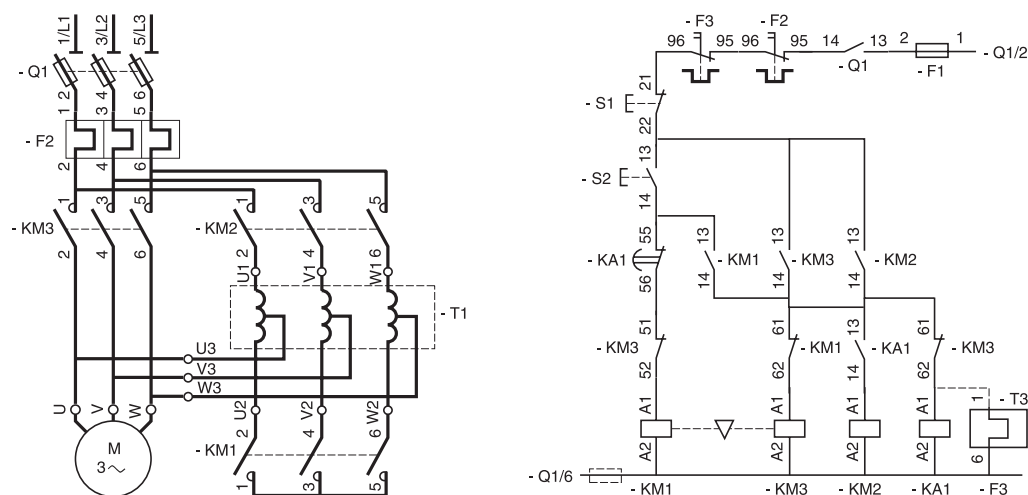 1/L1 3/L2 5/L3
- Q1
2 4 6
1 3 5
- F2
2 4 6
1 3 5
- KM3
2 4 6
1 3 5
- KM2
2 4 6
U1 V1 W1
- T1
U3
V3
W3
U V W
M
3~
U2 V2 W2
2 4 6
- KM1
1 3 5
- F3 - F2
96 95 96 95 14 13 2 1
- Q1 - F1 - Q1/2
21
- S1
22
13
- S2
14
55 13 13 13
- KA1 - KM1 - KM3 - KM2
56 14 14 14
51 61 13 61
- KM3 - KM1 - KA1 - KM3
52 62 14 62
A1 A1 A1 A1 1 - T3
A2 A2 A2 A2 6
- Q1/6
- KM1 - KM3 - KM2 - KA1 - F3